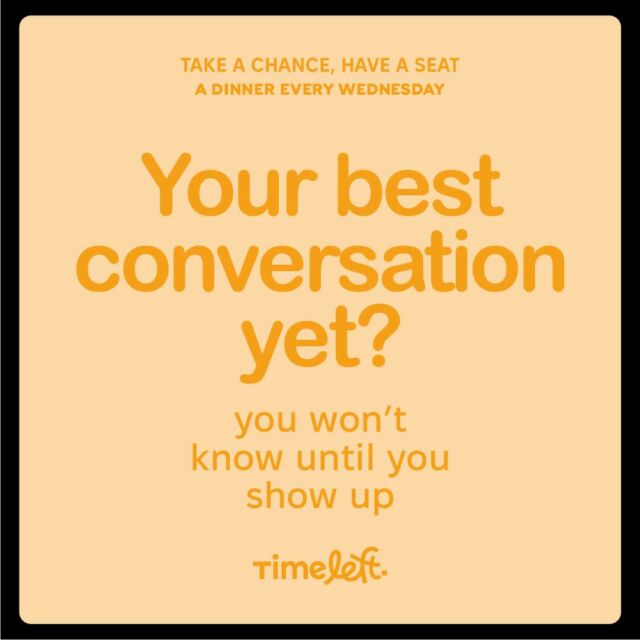 TAKE A CHANCE, HAVE A SEAT
A DINNER EVERY WEDNESDAY
Your best
conversation
yet?
you won’t
know until you
show up
Timeleft.